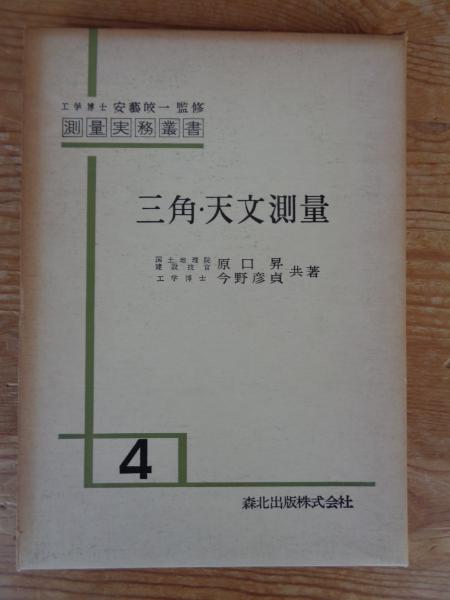 工学博士 安藝皎一 監修
測量実務叢書
三角・天文測量
国土地理院
建設技官 原口昇
工学博士 今野彦貞 共著
4
森北出版株式会社